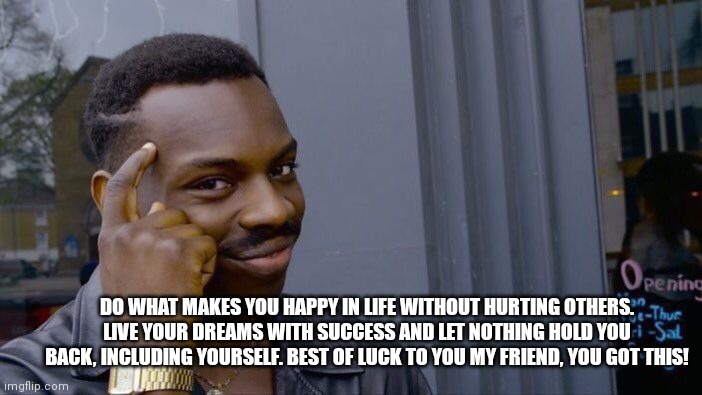 Opening
DO WHAT MAKES YOU HAPPY IN LIFE WITHOUT HURTING OTHERS.
LIVE YOUR DREAMS WITH SUCCESS AND LET NOTHING HOLD YOU
BACK, INCLUDING YOURSELF. BEST OF LUCK TO YOU MY FRIEND, YOU GOT THIS!
imgflip.com